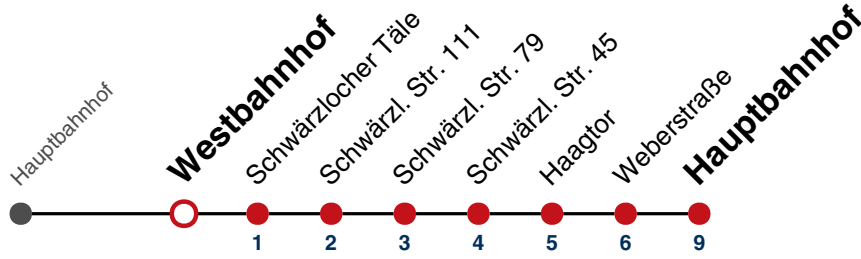 Hauptbahnhof
Westbahnhof
Schwärzlocher Täle
Schwärzl. Str. 111
Schwärzl. Str. 79
Schwärzl. Str. 45
Haagtor
Weberstraße
Hauptbahnhof
1 2 3 4 5 6 9